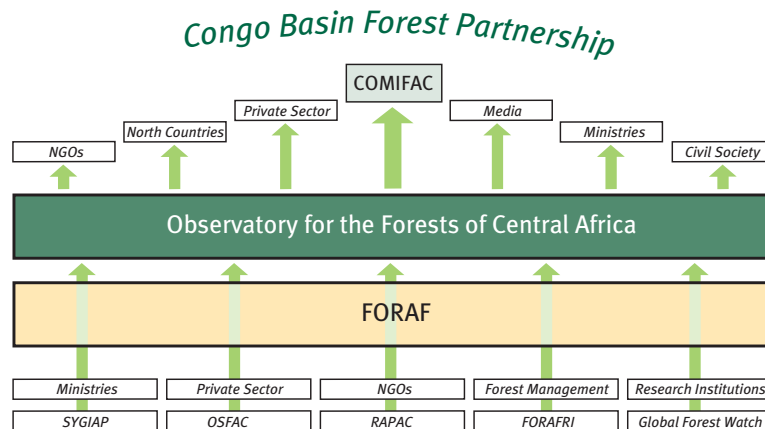 Congo Basin Forest Partnership
COMIFAC
Private Sector
Media
North Countries
Ministries
NGOs
Civil Society
Observatory for the Forests of Central Africa
FORAF
Ministries
Private Sector
NGOs
Forest Management
Research Institutions
SYGIAP
OSFAC
RAPAC
FORAFRI
Global Forest Watch